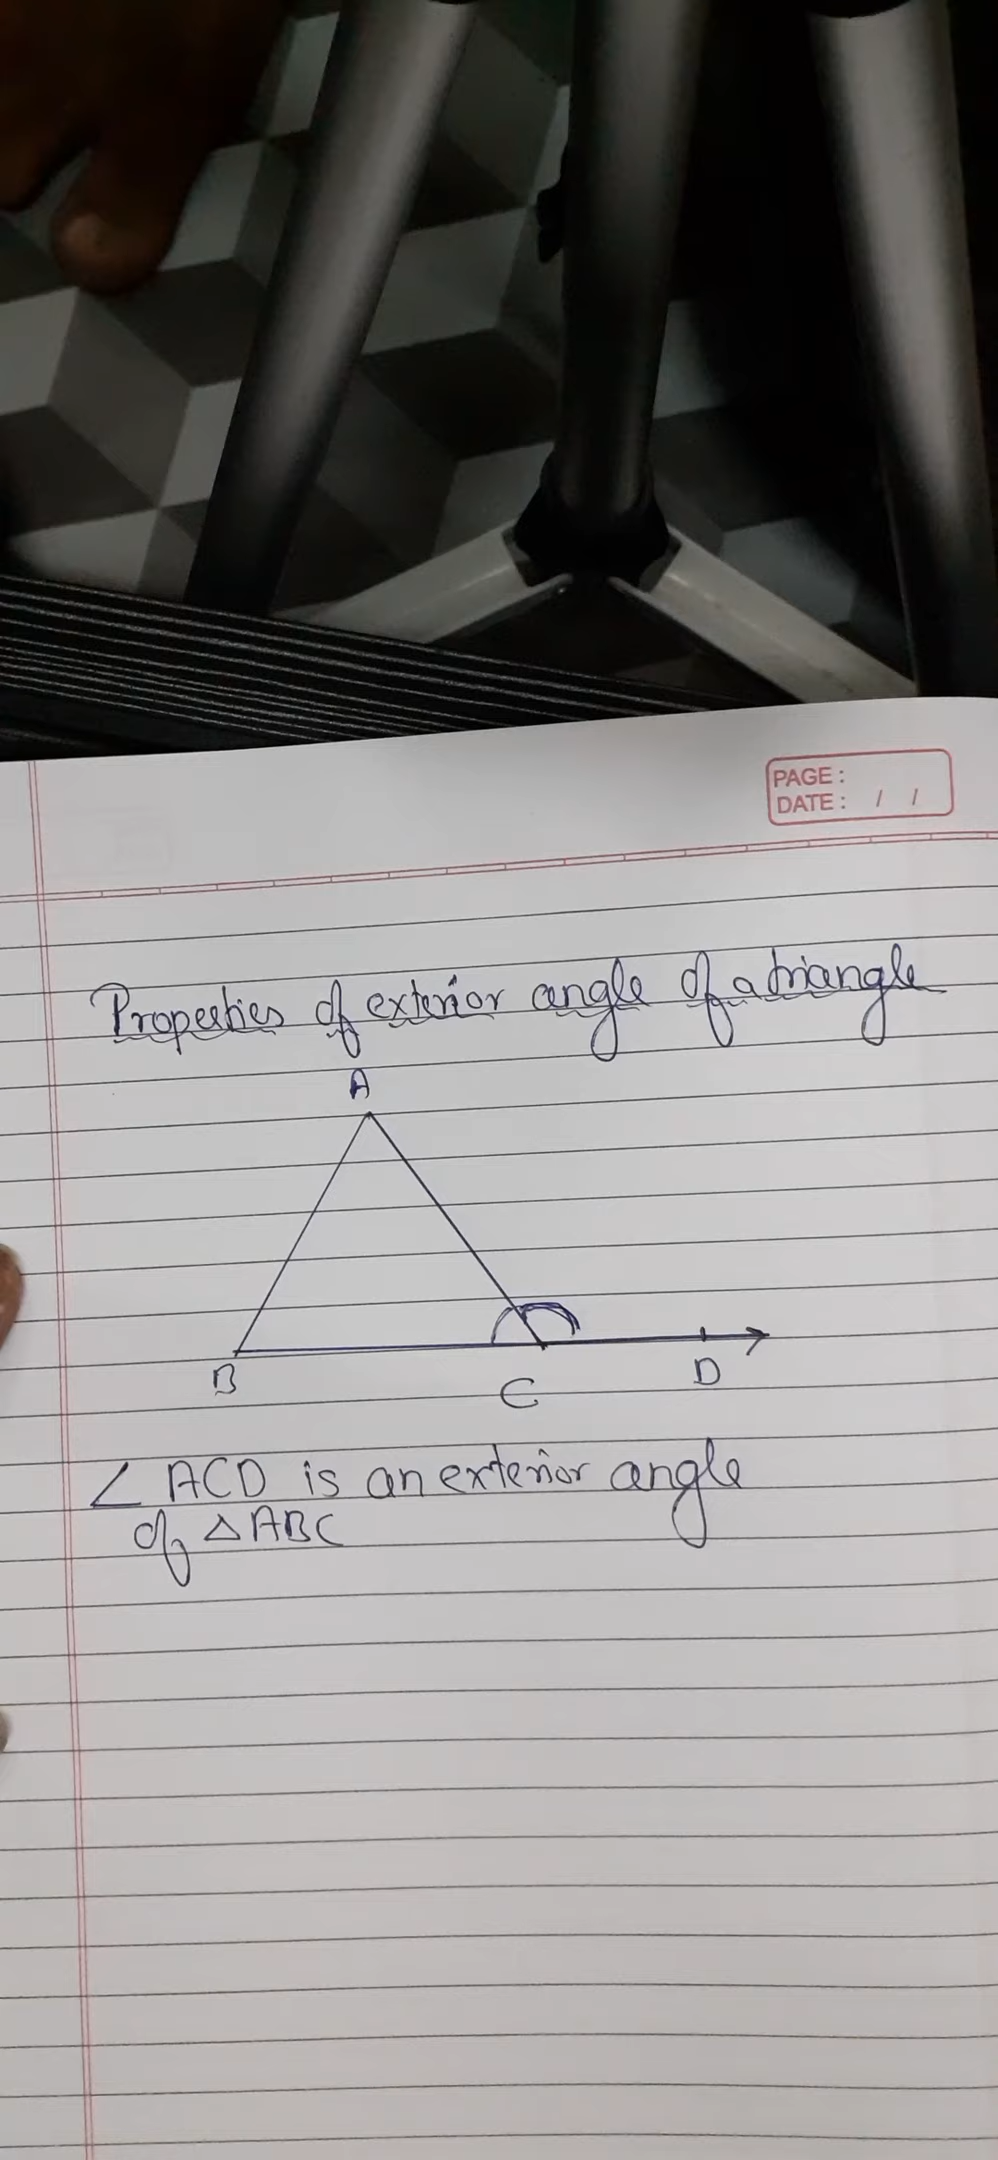 PAGE :
DATE : / /
Properties of exterior angle of a triangle
A
B
C
D
∠ ACD is an exterior angle
of △ABC